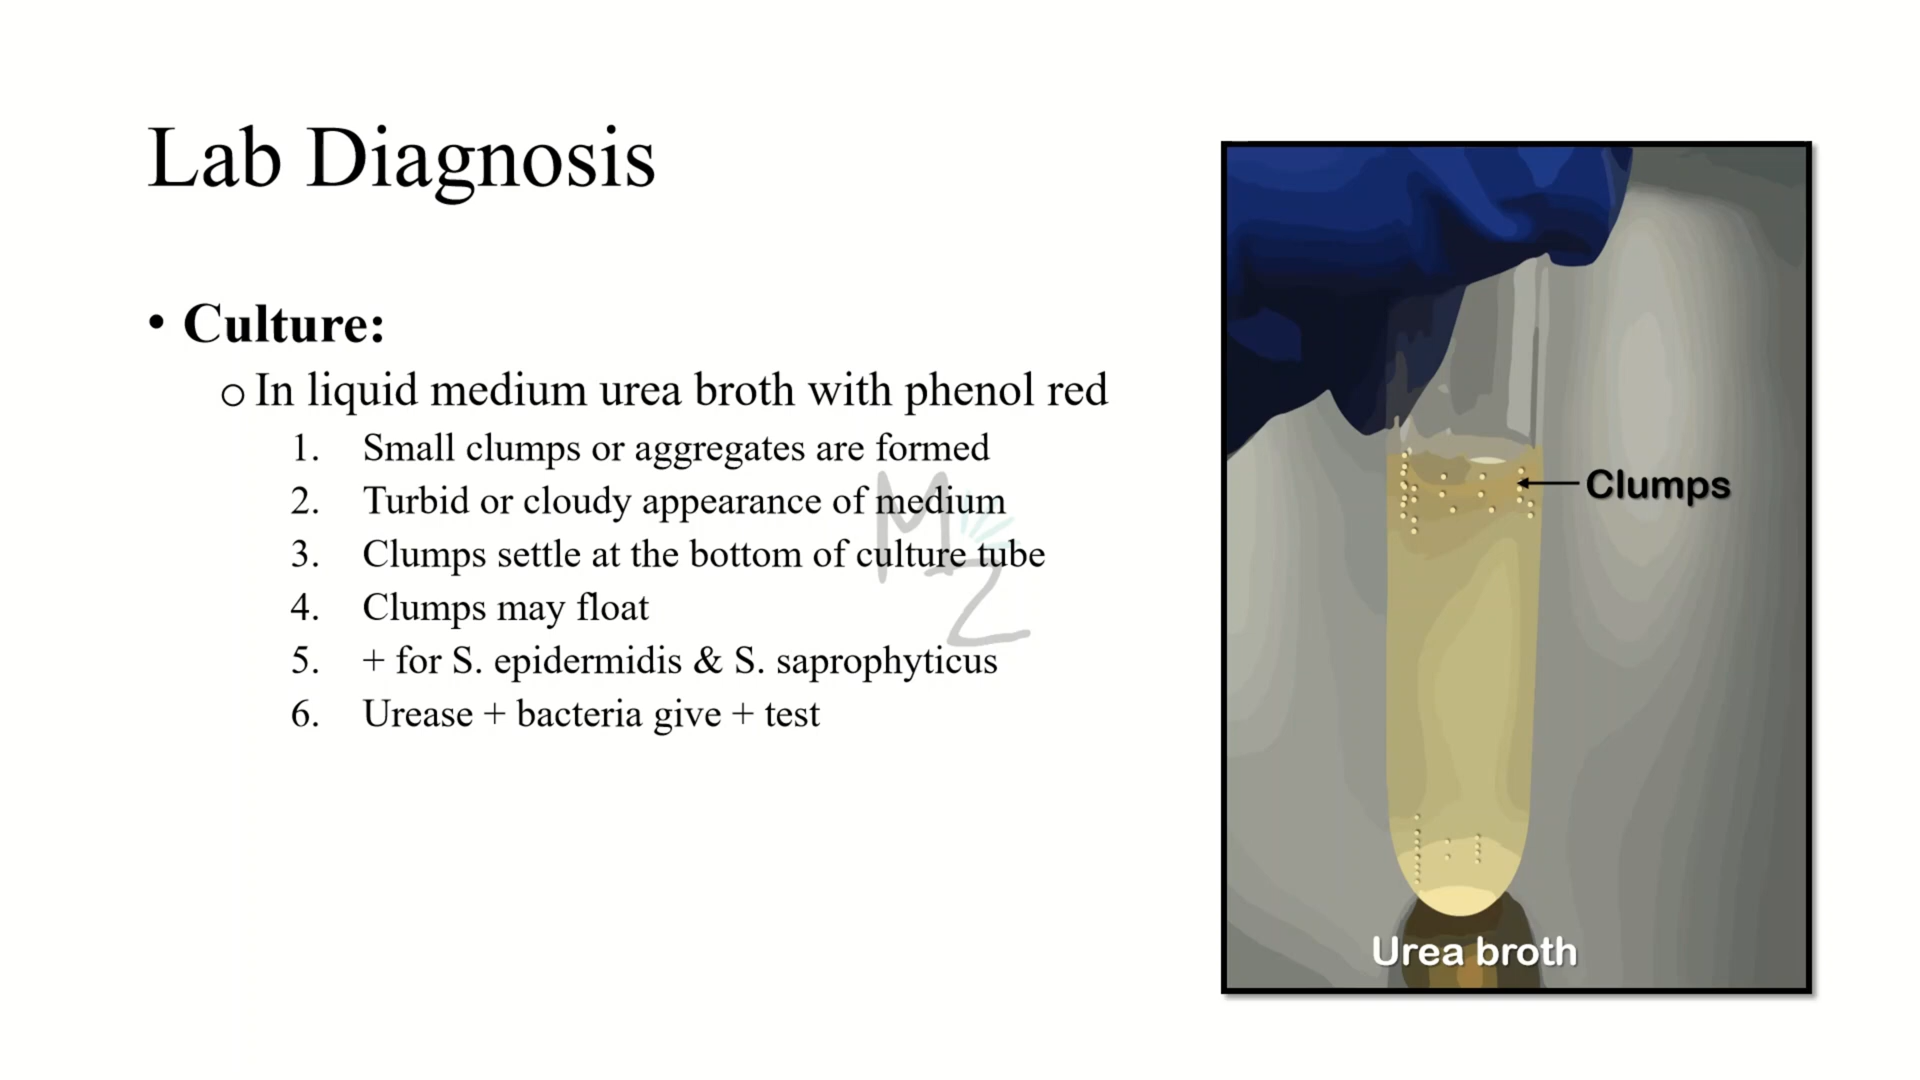 Lab Diagnosis
• Culture:
o In liquid medium urea broth with phenol red
1. Small clumps or aggregates are formed
2. Turbid or cloudy appearance of medium
3. Clumps settle at the bottom of culture tube
4. Clumps may float
5. + for S. epidermidis & S. saprophyticus
6. Urease + bacteria give + test
MZ
Clumps
Urea broth